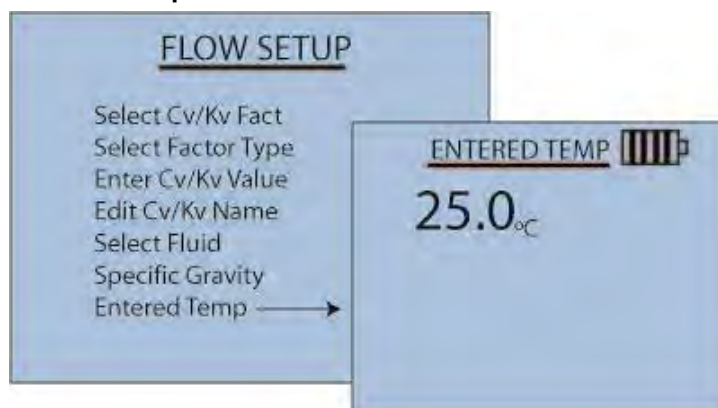 FLOW SETUP
Select Cv/Kv Fact
Select Factor Type
Enter Cv/Kv Value
Edit Cv/Kv Name
Select Fluid
Specific Gravity
Entered Temp
ENTERED TEMP
25.0°C